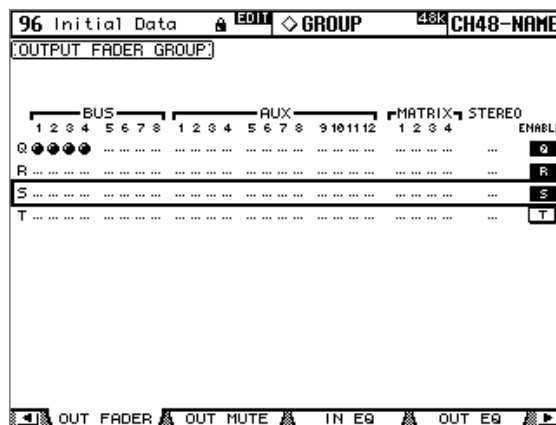 96 Initial Data EDIT ◇GROUP 48K CH48-NAME
OUTPUT FADER GROUP
BUS AUX MATRIX STEREO
1 2 3 4 5 6 7 8 1 2 3 4 5 6 7 8 9 10 11 12 1 2 3 4 ENABL
Q Q
R R
S S
T T
OUT FADER OUT MUTE IN EQ OUT EQ